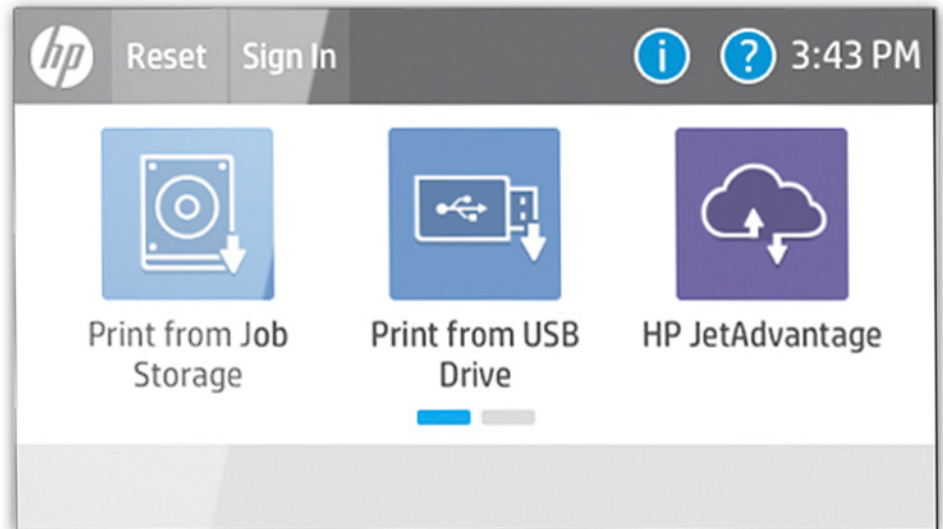 hp Reset Sign In i ? 3:43 PM
Print from Job
Storage
Print from USB
Drive
HP JetAdvantage